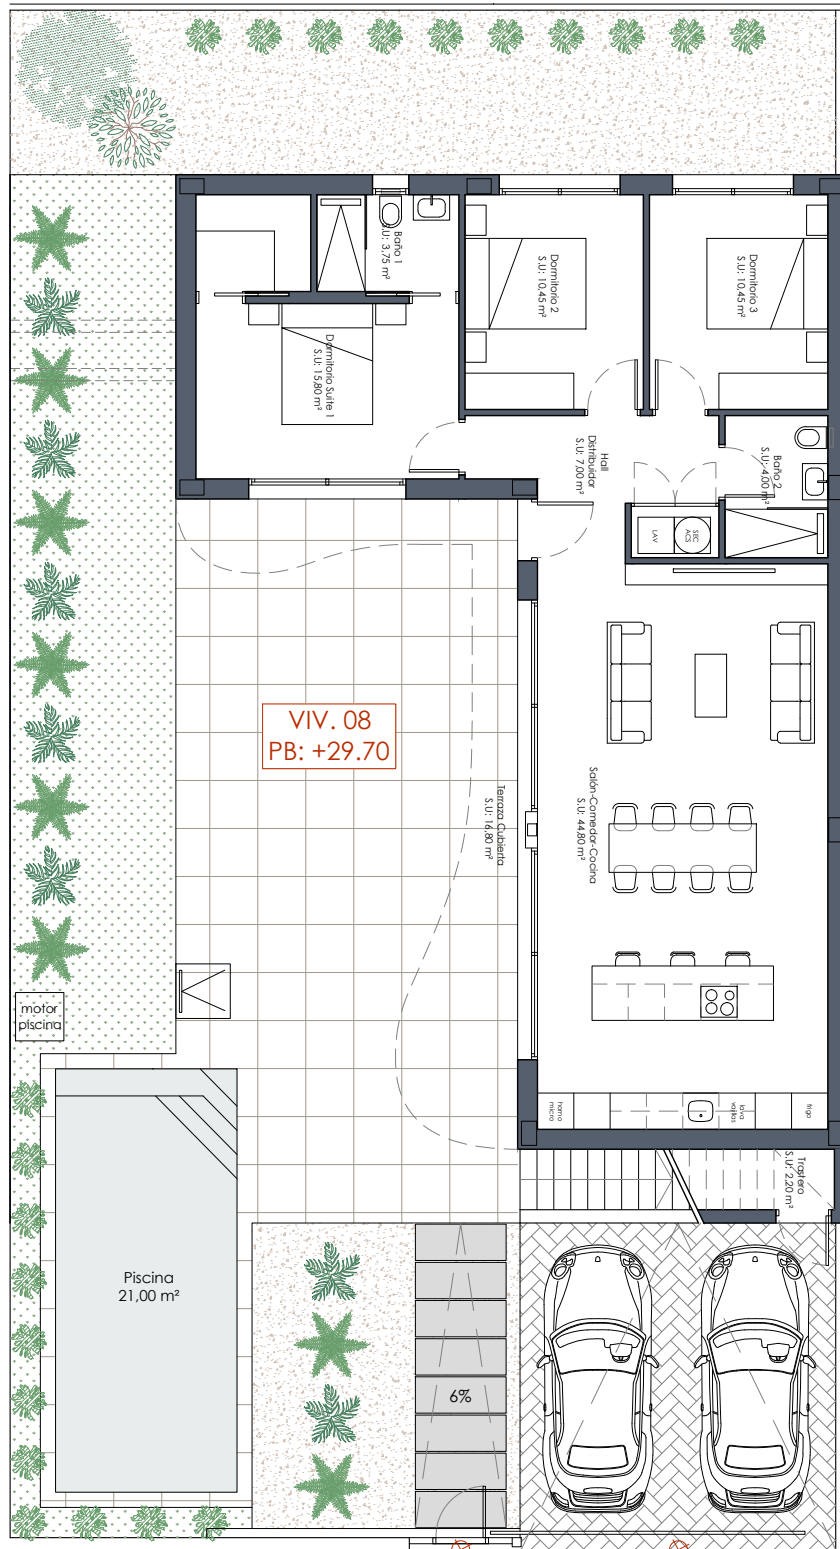 Baño 1
S.U: 3,75 m²
Dormitorio 2
S.U: 10,45 m²
Dormitorio 3
S.U: 10,45 m²
Dormitorio Suite 1
S.U: 15,80 m²
Hall
Distribuidor
S.U: 7,00 m²
Baño 2
S.U: 4,00 m²
LAV
SEC
ACS
VIV. 08
PB: +29.70
Terraza Cubierta
S.U: 16,80 m²
Salón-Comedor-Cocina
S.U: 44,80 m²
motor
piscina
horno
micro
lava
vajillas
frigo
Trastero
S.U: 2,20 m²
Piscina
21,00 m²
6%